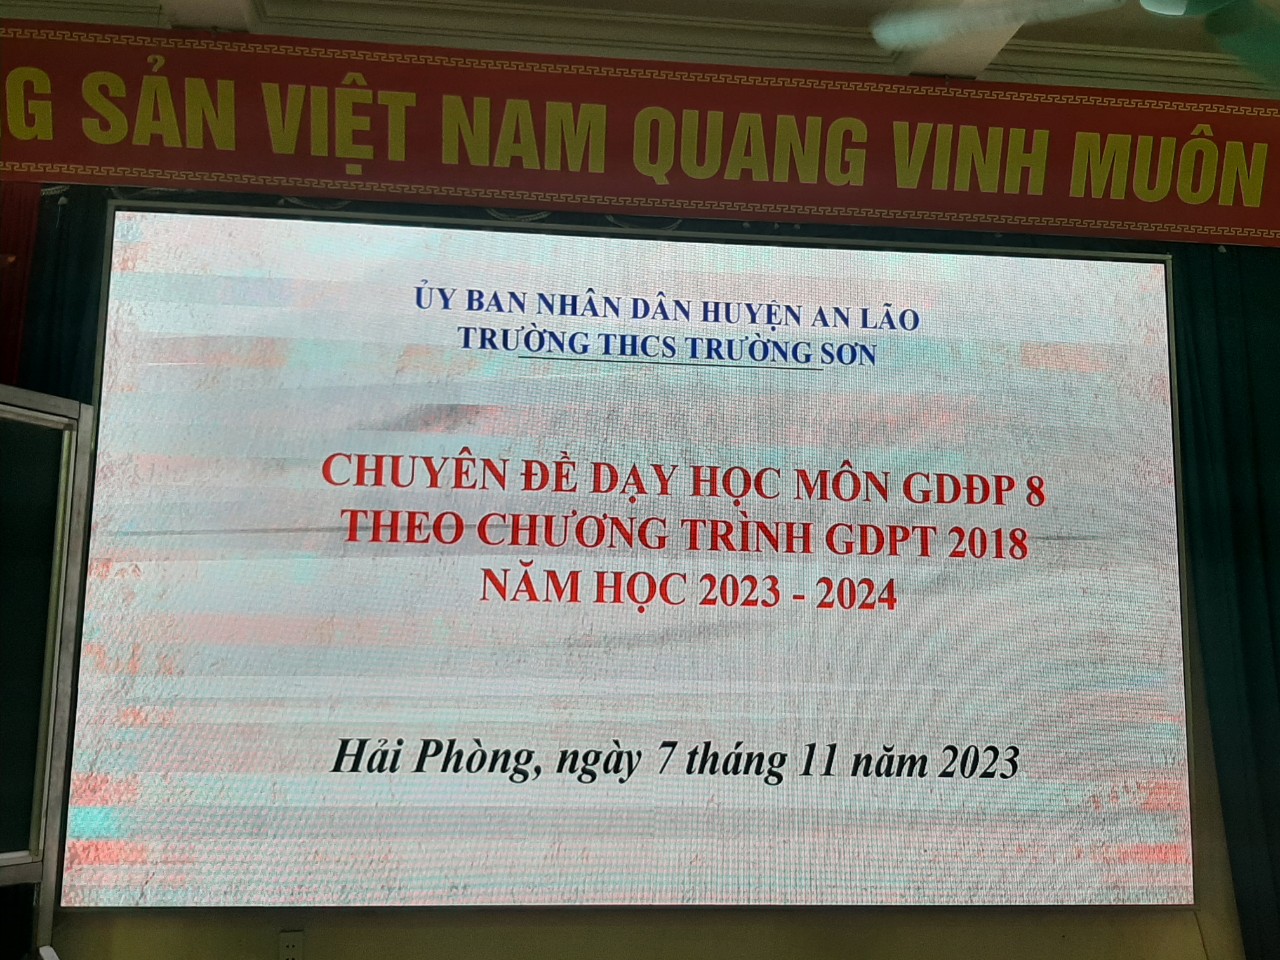 G SẢN VIỆT NAM QUANG VINH MUÔN
ỦY BAN NHÂN DÂN HUYỆN AN LÃO
TRƯỜNG THCS TRƯỜNG SƠN
CHUYÊN ĐỀ DẠY HỌC MÔN GDĐP 8
THEO CHƯƠNG TRÌNH GDPT 2018
NĂM HỌC 2023 - 2024
Hải Phòng, ngày 7 tháng 11 năm 2023